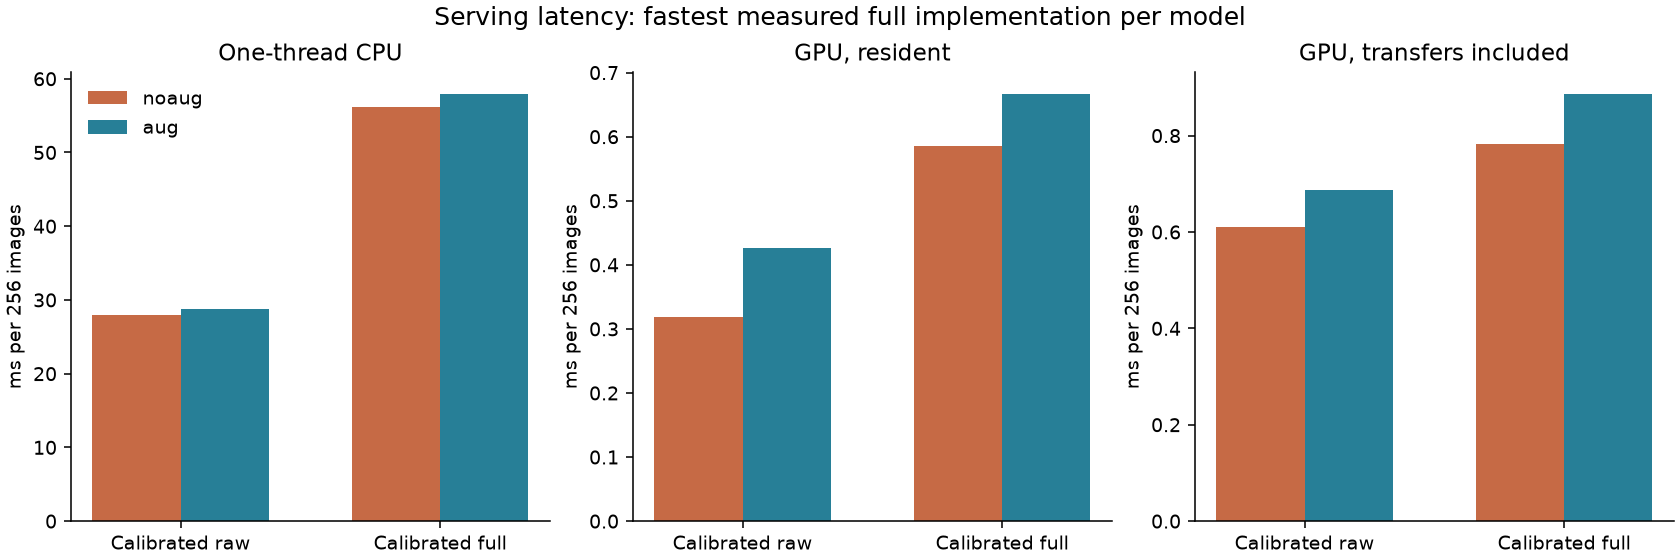 Serving latency: fastest measured full implementation per model
One-thread CPU
ms per 256 images
60
50
40
30
20
10
0
noaug
aug
Calibrated raw
Calibrated full
GPU, resident
ms per 256 images
0.7
0.6
0.5
0.4
0.3
0.2
0.1
0.0
Calibrated raw
Calibrated full
GPU, transfers included
ms per 256 images
0.8
0.6
0.4
0.2
0.0
Calibrated raw
Calibrated full